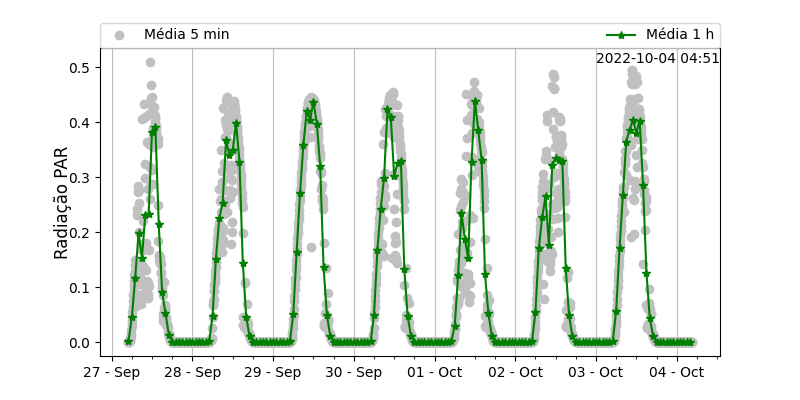 Média 5 min
Média 1 h
2022-10-04 04:51
Radiação PAR
0.5
0.4
0.3
0.2
0.1
0.0
27 - Sep
28 - Sep
29 - Sep
30 - Sep
01 - Oct
02 - Oct
03 - Oct
04 - Oct